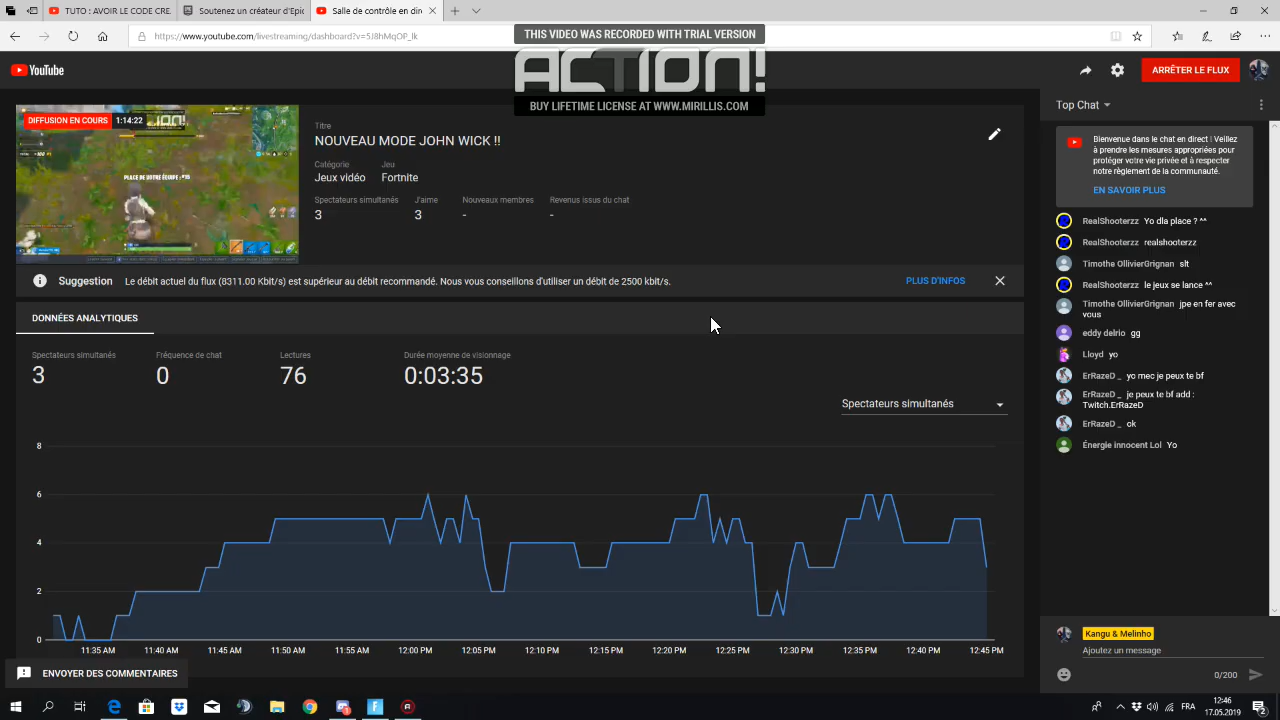 TUTO : AVOIR LE CODE CRE
Soutenez un créateur d'Epic
Salle de contrôle en dire
https://www.youtube.com/livestreaming/dashboard?v=5J8hMqOP_Ik
THIS VIDEO WAS RECORDED WITH TRIAL VERSION
ACTION!
BUY LIFETIME LICENSE AT WWW.MIRILLIS.COM
YouTube
ARRÊTER LE FLUX
DIFFUSION EN COURS 1:14:22
PLACE DE VOTRE ÉQUIPE : #15
Titre
NOUVEAU MODE JOHN WICK !!
Catégorie Jeu
Jeux vidéo Fortnite
Spectateurs simultanés J'aime Nouveaux membres Revenus issus du chat
3 3 - -
Suggestion Le débit actuel du flux (8311.00 Kbit/s) est supérieur au débit recommandé. Nous vous conseillons d'utiliser un débit de 2500 kbit/s.
PLUS D'INFOS
DONNÉES ANALYTIQUES
Spectateurs simultanés Fréquence de chat Lectures Durée moyenne de visionnage
3 0 76 0:03:35
Spectateurs simultanés
8
6
4
2
0
11:35 AM 11:40 AM 11:45 AM 11:50 AM 11:55 AM 12:00 PM 12:05 PM 12:10 PM 12:15 PM 12:20 PM 12:25 PM 12:30 PM 12:35 PM 12:40 PM 12:45 PM
ENVOYER DES COMMENTAIRES
Top Chat
Bienvenue dans le chat en direct ! Veillez
à prendre les mesures appropriées pour
protéger votre vie privée et à respecter
notre règlement de la communauté.
EN SAVOIR PLUS
RealShooterzz Yo dla place ? ^^
RealShooterzz realshooterzz
Timothe OllivierGrignan slt
RealShooterzz le jeux se lance ^^
Timothe OllivierGrignan jpe en fer avec
vous
eddy delrio gg
Lloyd yo
ErRazeD _ yo mec je peux te bf
ErRazeD _ je peux te bf add :
Twitch.ErRazeD
ErRazeD _ ok
Énergie innocent Lol Yo
Kangu & Melinho
Ajoutez un message
0/200
FRA
12:46
17.05.2019
2